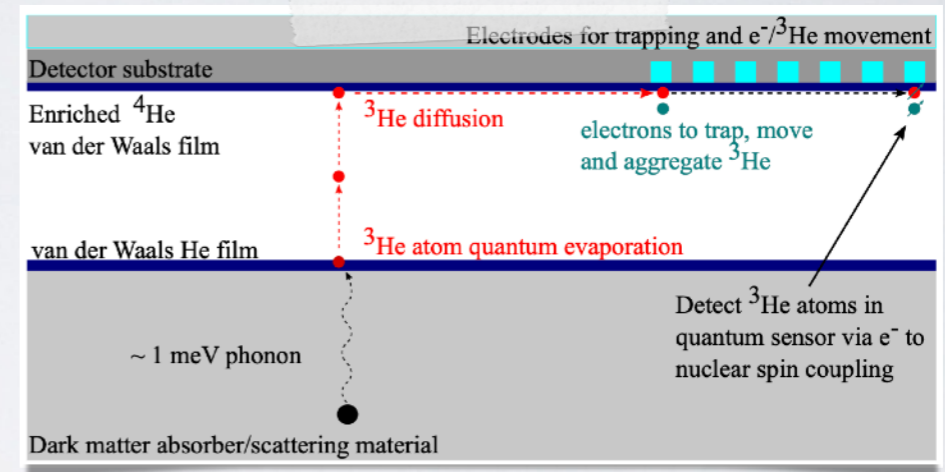 Electrodes for trapping and e⁻/³He movement
Detector substrate
Enriched ⁴He
van der Waals film
³He diffusion
electrons to trap, move
and aggregate ³He
van der Waals He film
³He atom quantum evaporation
Detect ³He atoms in
quantum sensor via e⁻ to
nuclear spin coupling
~ 1 meV phonon
Dark matter absorber/scattering material